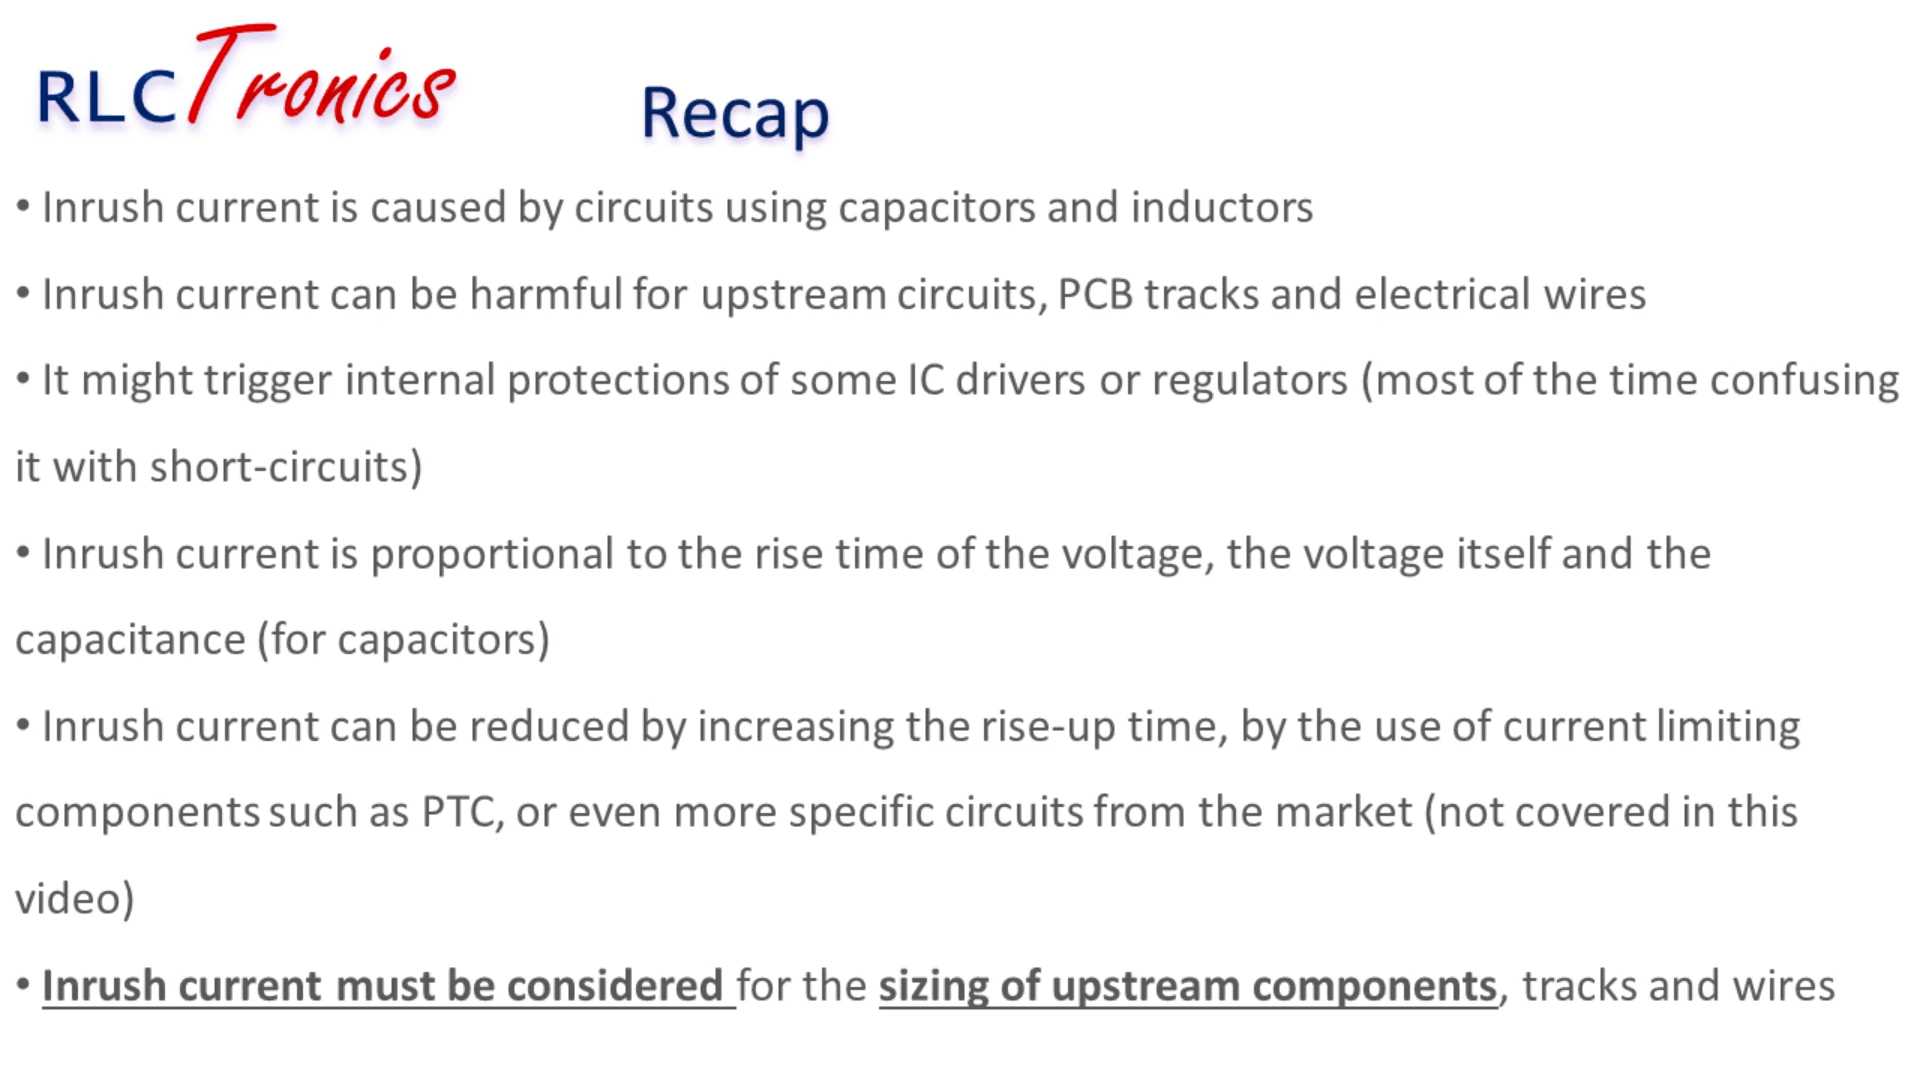 RLCTronics
Recap
• Inrush current is caused by circuits using capacitors and inductors
• Inrush current can be harmful for upstream circuits, PCB tracks and electrical wires
• It might trigger internal protections of some IC drivers or regulators (most of the time confusing
it with short-circuits)
• Inrush current is proportional to the rise time of the voltage, the voltage itself and the
capacitance (for capacitors)
• Inrush current can be reduced by increasing the rise-up time, by the use of current limiting
components such as PTC, or even more specific circuits from the market (not covered in this
video)
• Inrush current must be considered for the sizing of upstream components, tracks and wires